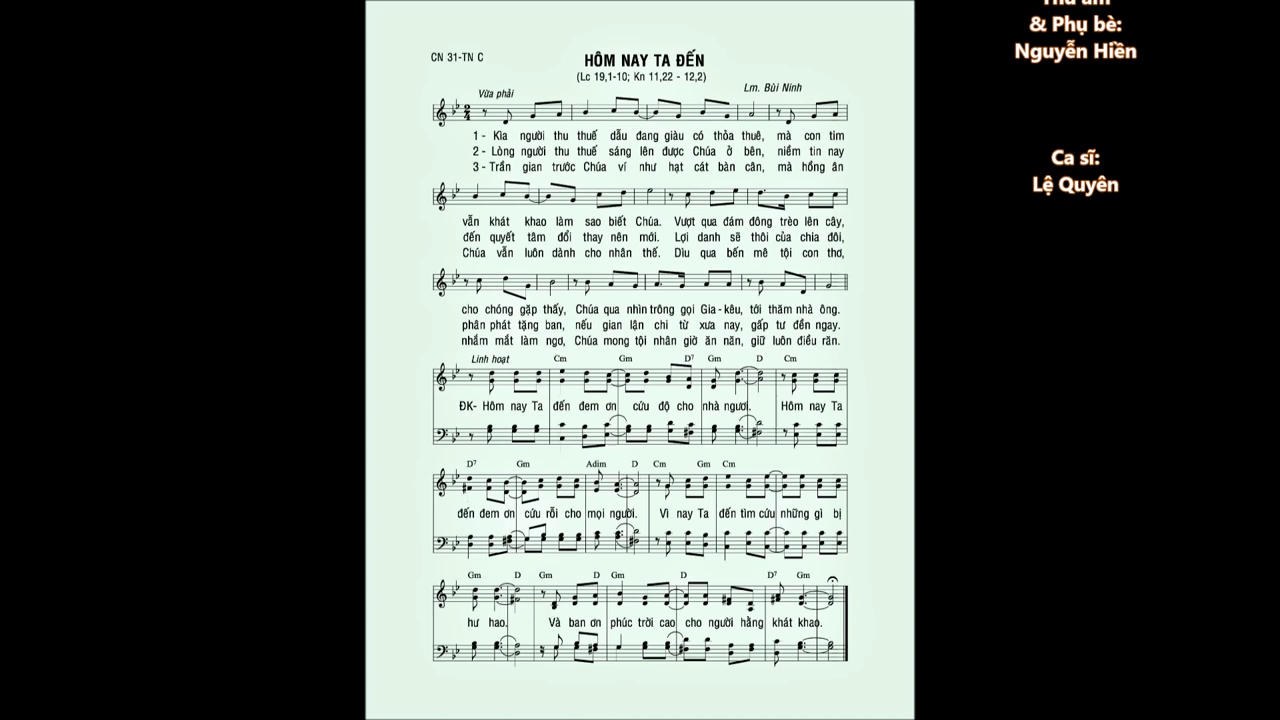 Thu âm
& Phụ bè:
Nguyễn Hiền
Ca sĩ:
Lệ Quyên
CN 31-TN C
HÔM NAY TA ĐẾN
(Lc 19,1-10; Kn 11,22 - 12,2)
Vừa phải
Lm. Bùi Ninh
1 - Kìa người thu thuế dẫu đang giàu có thỏa thuê, mà con tim
2 - Lòng người thu thuế sáng lên được Chúa ở bên, niềm tin nay
3 - Trần gian trước Chúa ví như hạt cát bàn cân, mà hồng ân
vẫn khát khao làm sao biết Chúa. Vượt qua đám đông trèo lên cây,
đến quyết tâm đổi thay nên mới. Lợi danh sẽ thôi của chia đôi,
Chúa vẫn luôn dành cho nhân thế. Dìu qua bến mê tội con thơ,
cho chóng gặp thấy, Chúa qua nhìn trông gọi Gia-kêu, tới thăm nhà ông.
phân phát tặng ban, nếu gian lận chi từ xưa nay, gấp tư đền ngay.
nhắm mắt làm ngơ, Chúa mong tội nhân giờ ăn năn, giữ luôn điều răn.
Linh hoạt Cm Gm D7 Gm D Cm
ĐK- Hôm nay Ta đến đem ơn cứu độ cho nhà ngươi. Hôm nay Ta
D7 Gm Adim D Cm Gm Cm
đến đem ơn cứu rỗi cho mọi người. Vì nay Ta đến tìm cứu những gì bị
Gm D Gm D Gm D D7 Gm
hư hao. Và ban ơn phúc trời cao cho người hằng khát khao.